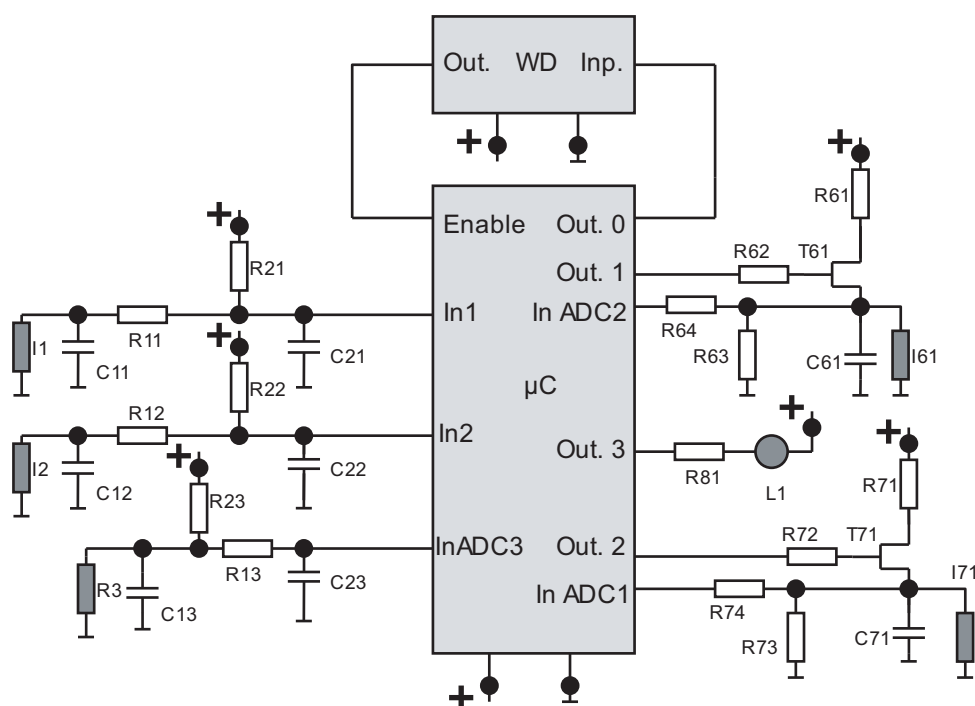 Out. WD Inp.
+
+
R61
Enable Out. 0
+
R62 T61
R21
Out. 1
In1 In ADC2
R11
+
R64
I1
C11
C21
R63
C61
I61
R22
µC
R12
+
In2
+
Out. 3
+
I2
C12
C22
R81
L1
R71
R23
R72 T71
InADC3 Out. 2
R13
I71
R3
C13
C23
In ADC1
R74
R73
C71
+